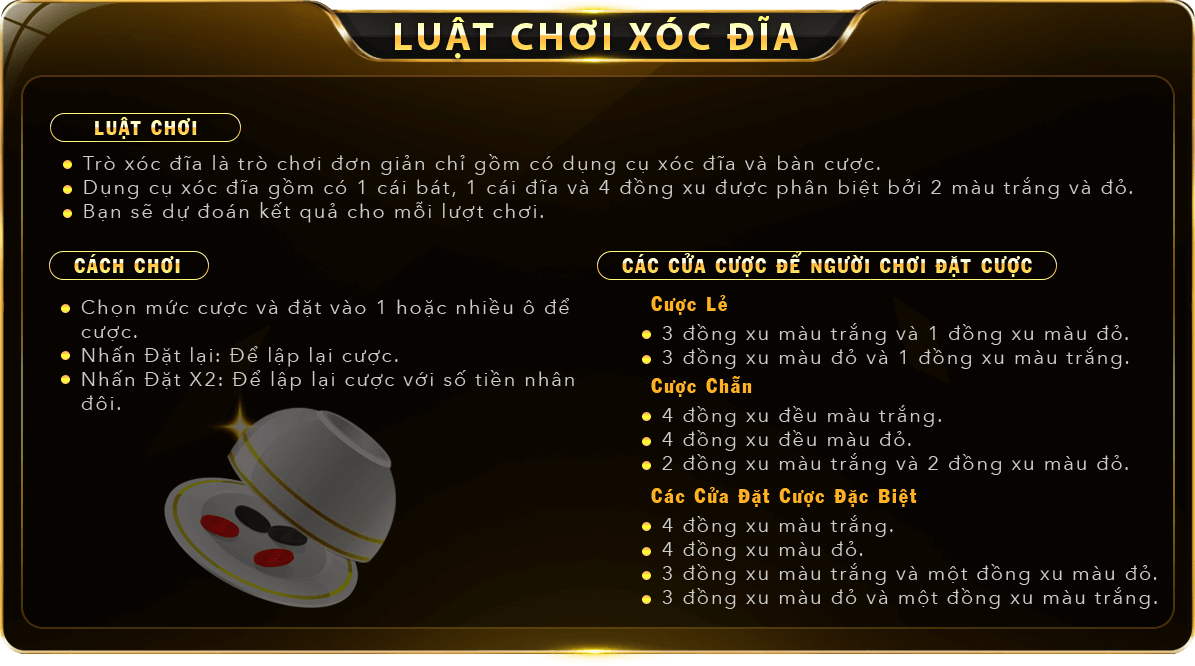 LUẬT CHƠI XÓC ĐĨA
LUẬT CHƠI
Trò xóc đĩa là trò chơi đơn giản chỉ gồm có dụng cụ xóc đĩa và bàn cược.
Dụng cụ xóc đĩa gồm có 1 cái bát, 1 cái đĩa và 4 đồng xu được phân biệt bởi 2 màu trắng và đỏ.
Bạn sẽ dự đoán kết quả cho mỗi lượt chơi.
CÁCH CHƠI
Chọn mức cược và đặt vào 1 hoặc nhiều ô để
cược.
Nhấn Đặt lại: Để lập lại cược.
Nhấn Đặt X2: Để lập lại cược với số tiền nhân
đôi.
CÁC CỬA CƯỢC ĐỂ NGƯỜI CHƠI ĐẶT CƯỢC
Cược Lẻ
3 đồng xu màu trắng và 1 đồng xu màu đỏ.
3 đồng xu màu đỏ và 1 đồng xu màu trắng.
Cược Chẵn
4 đồng xu đều màu trắng.
4 đồng xu đều màu đỏ.
2 đồng xu màu trắng và 2 đồng xu màu đỏ.
Các Cửa Đặt Cược Đặc Biệt
4 đồng xu màu trắng.
4 đồng xu màu đỏ.
3 đồng xu màu trắng và một đồng xu màu đỏ.
3 đồng xu màu đỏ và một đồng xu màu trắng.